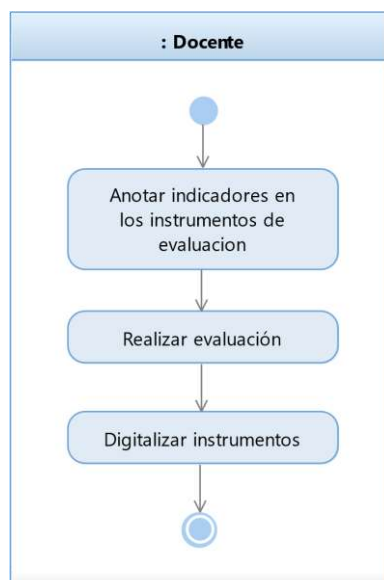 : Docente
Anotar indicadores en
los instrumentos de
evaluacion
Realizar evaluación
Digitalizar instrumentos